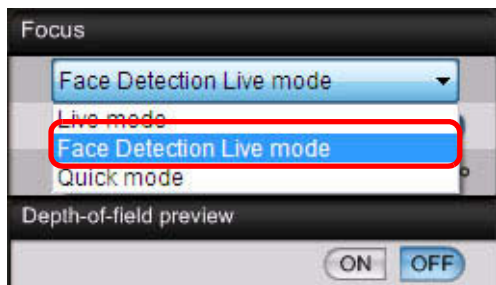 Focus
Face Detection Live mode
Live mode
Face Detection Live mode
Quick mode
Depth-of-field preview
ON OFF